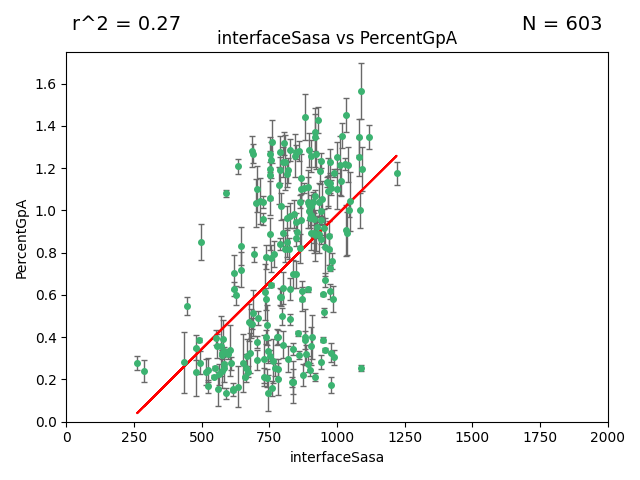 r^2 = 0.27
N = 603
interfaceSasa vs PercentGpA
1.6
1.4
1.2
1.0
0.8
0.6
0.4
0.2
0.0
PercentGpA
0 250 500 750 1000 1250 1500 1750 2000
interfaceSasa